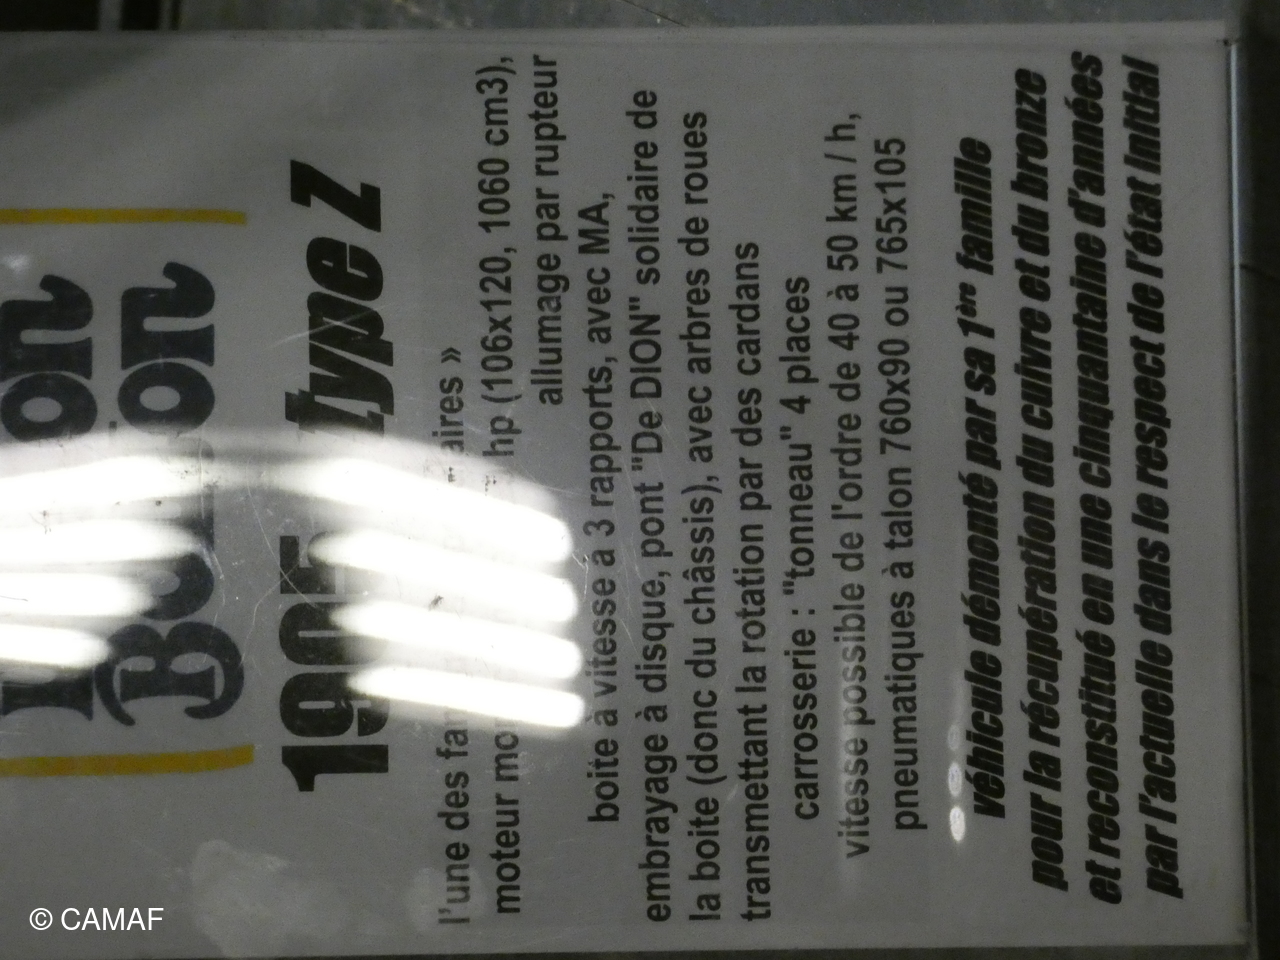 De Dion
Bouton
1905 type Z
l'une des aires »
moteur hp (106x120, 1060 cm3),
allumage par rupteur
boite à vitesse à 3 rapports, avec MA,
embrayage à disque, pont "De DION" solidaire de
la boite (donc du châssis), avec arbres de roues
transmettant la rotation par des cardans
carrosserie : "tonneau" 4 places
vitesse possible de l'ordre de 40 à 50 km / h,
pneumatiques à talon 760x90 ou 765x105
véhicule démonté par sa 1ère famille
pour la récupération du cuivre et du bronze
et reconstitué en une cinquantaine d'années
par l'actuelle dans le respect de l'état initial
© CAMAF